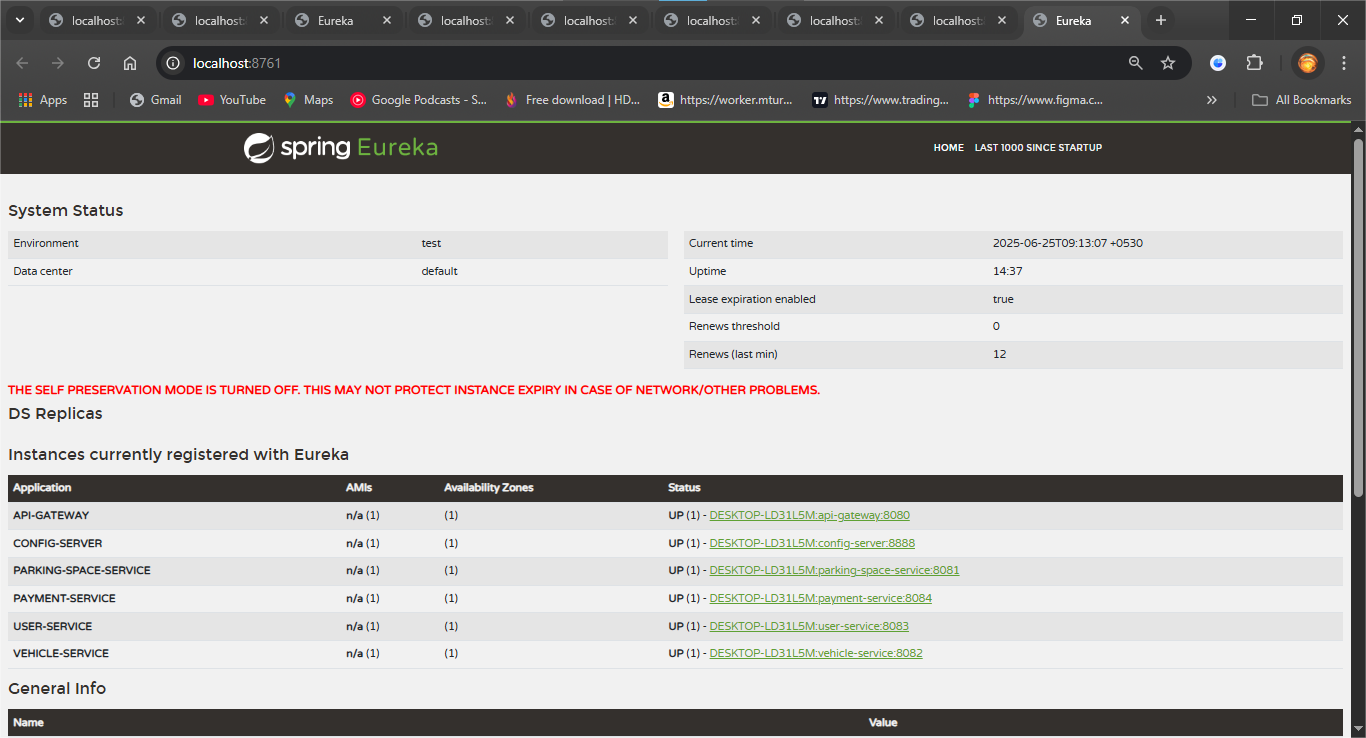 localhost: localhost: Eureka localhost: localhost: localhost: localhost: localhost: Eureka
localhost:8761
Apps Gmail YouTube Maps Google Podcasts - S... Free download | HD... https://worker.mtur... https://www.trading... https://www.figma.c... » All Bookmarks
spring Eureka HOME LAST 1000 SINCE STARTUP
System Status
Environment test Current time 2025-06-25T09:13:07 +0530
Data center default Uptime 14:37
Lease expiration enabled true
Renews threshold 0
Renews (last min) 12
THE SELF PRESERVATION MODE IS TURNED OFF. THIS MAY NOT PROTECT INSTANCE EXPIRY IN CASE OF NETWORK/OTHER PROBLEMS.
DS Replicas
Instances currently registered with Eureka
Application AMIs Availability Zones Status
API-GATEWAY n/a (1) (1) UP (1) - DESKTOP-LD31L5M:api-gateway:8080
CONFIG-SERVER n/a (1) (1) UP (1) - DESKTOP-LD31L5M:config-server:8888
PARKING-SPACE-SERVICE n/a (1) (1) UP (1) - DESKTOP-LD31L5M:parking-space-service:8081
PAYMENT-SERVICE n/a (1) (1) UP (1) - DESKTOP-LD31L5M:payment-service:8084
USER-SERVICE n/a (1) (1) UP (1) - DESKTOP-LD31L5M:user-service:8083
VEHICLE-SERVICE n/a (1) (1) UP (1) - DESKTOP-LD31L5M:vehicle-service:8082
General Info
Name Value